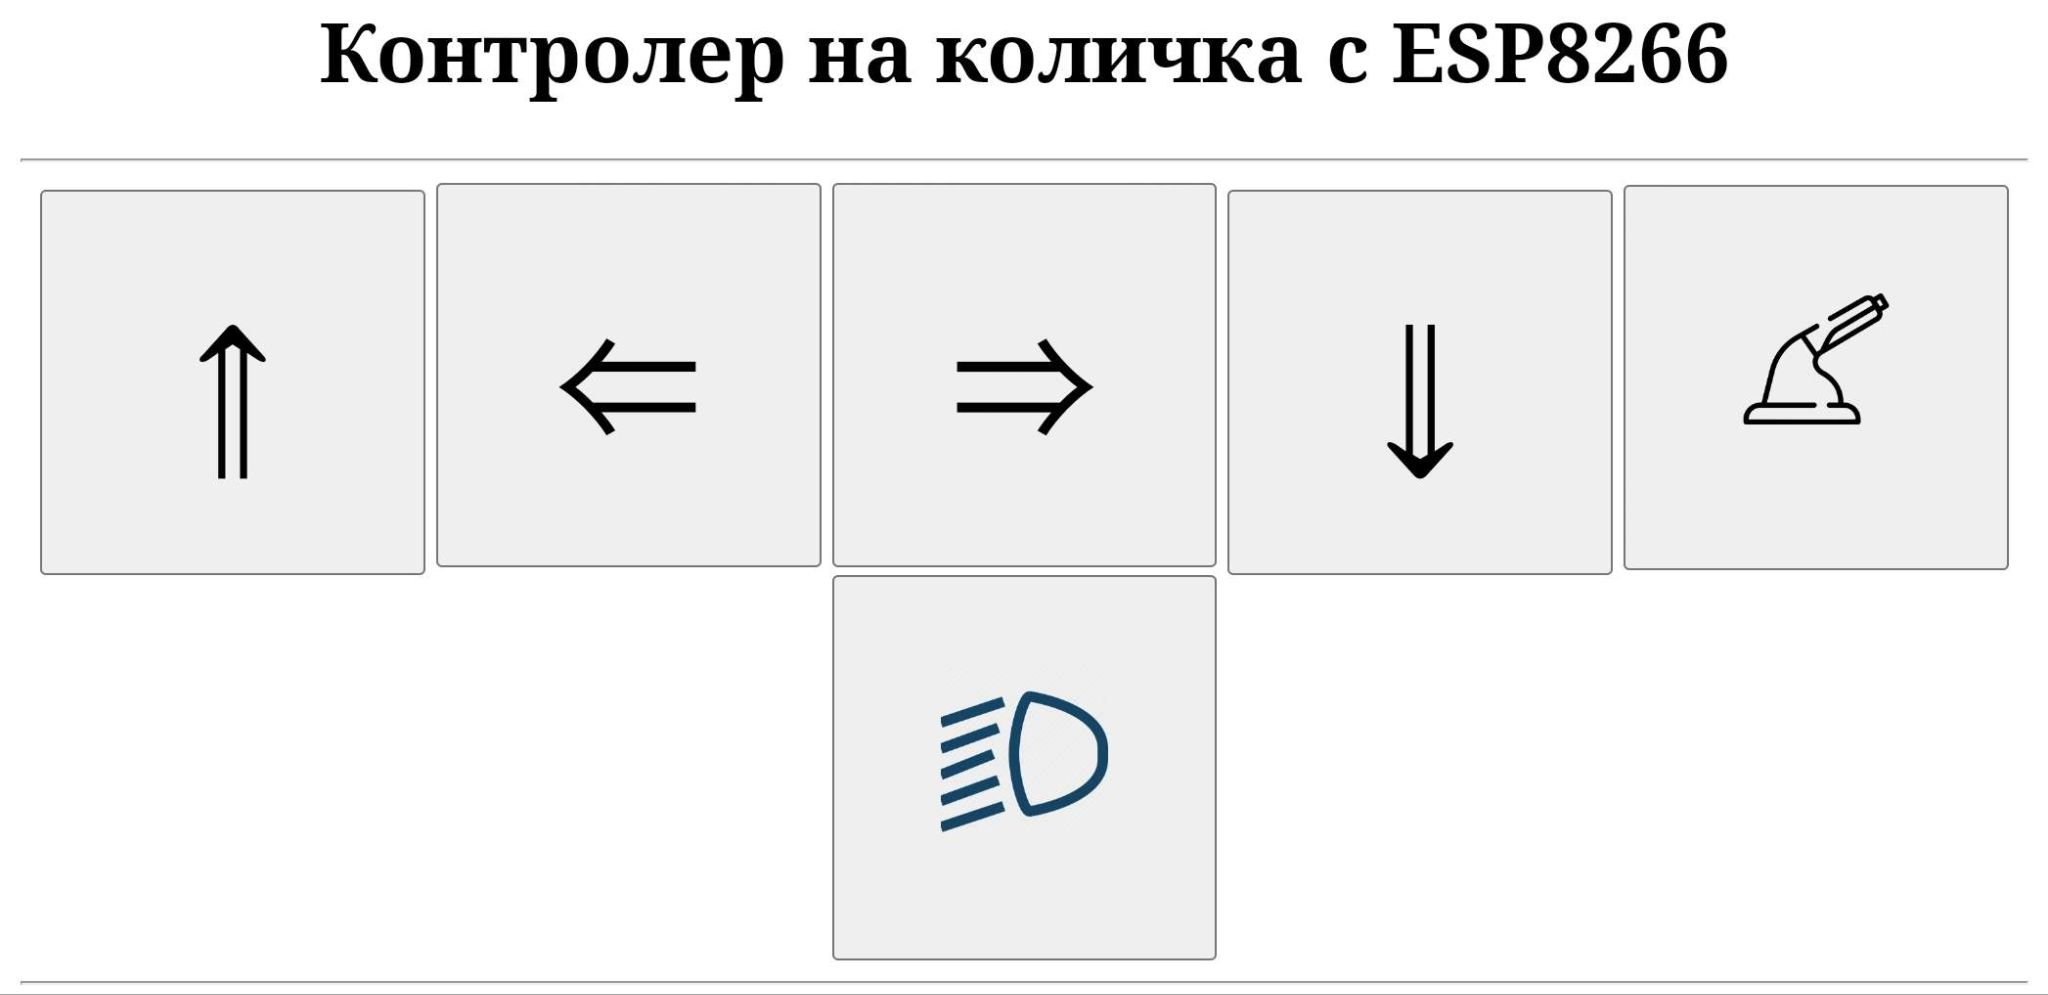 Контролер на количка с ESP8266
⇑ ⇐ ⇒ ⇓